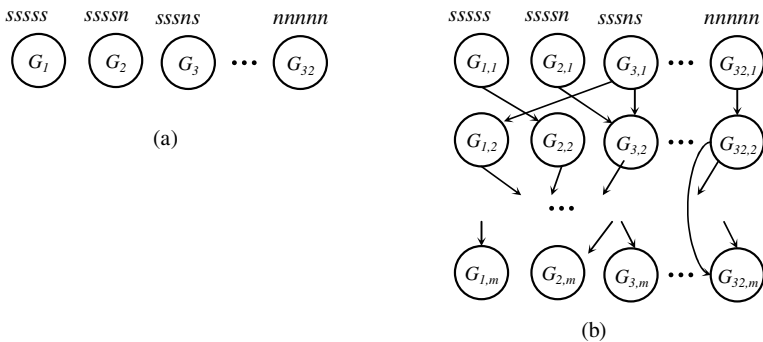 sssss ssssn sssns nnnnn
G1 G2 G3 ••• G32
(a)
sssss ssssn sssns nnnnn
G1,1 G2,1 G3,1 ••• G32,1
G1,2 G2,2 G3,2 ••• G32,2
•••
G1,m G2,m G3,m ••• G32,m
(b)